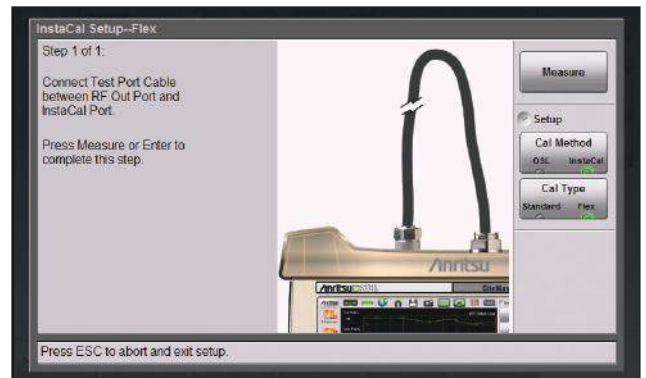 InstaCal Setup--Flex
Step 1 of 1:
Connect Test Port Cable
between RF Out Port and
InstaCal Port.
Press Measure or Enter to
complete this step.
Measure
Setup
Cal Method
OSL InstaCal
Cal Type
Standard Flex
Anritsu
Anritsu
Press ESC to abort and exit setup.